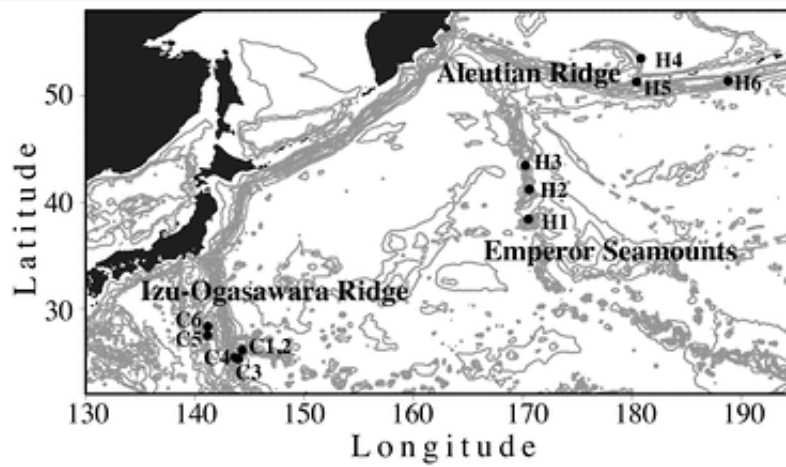 H4
Aleutian Ridge
H5
H6
50
H3
40
H2
H1
Emperor Seamounts
Latitude
Izu-Ogasawara Ridge
30
C6
C5
C1,2
C4
C3
130 140 150 160 170 180 190
Longitude